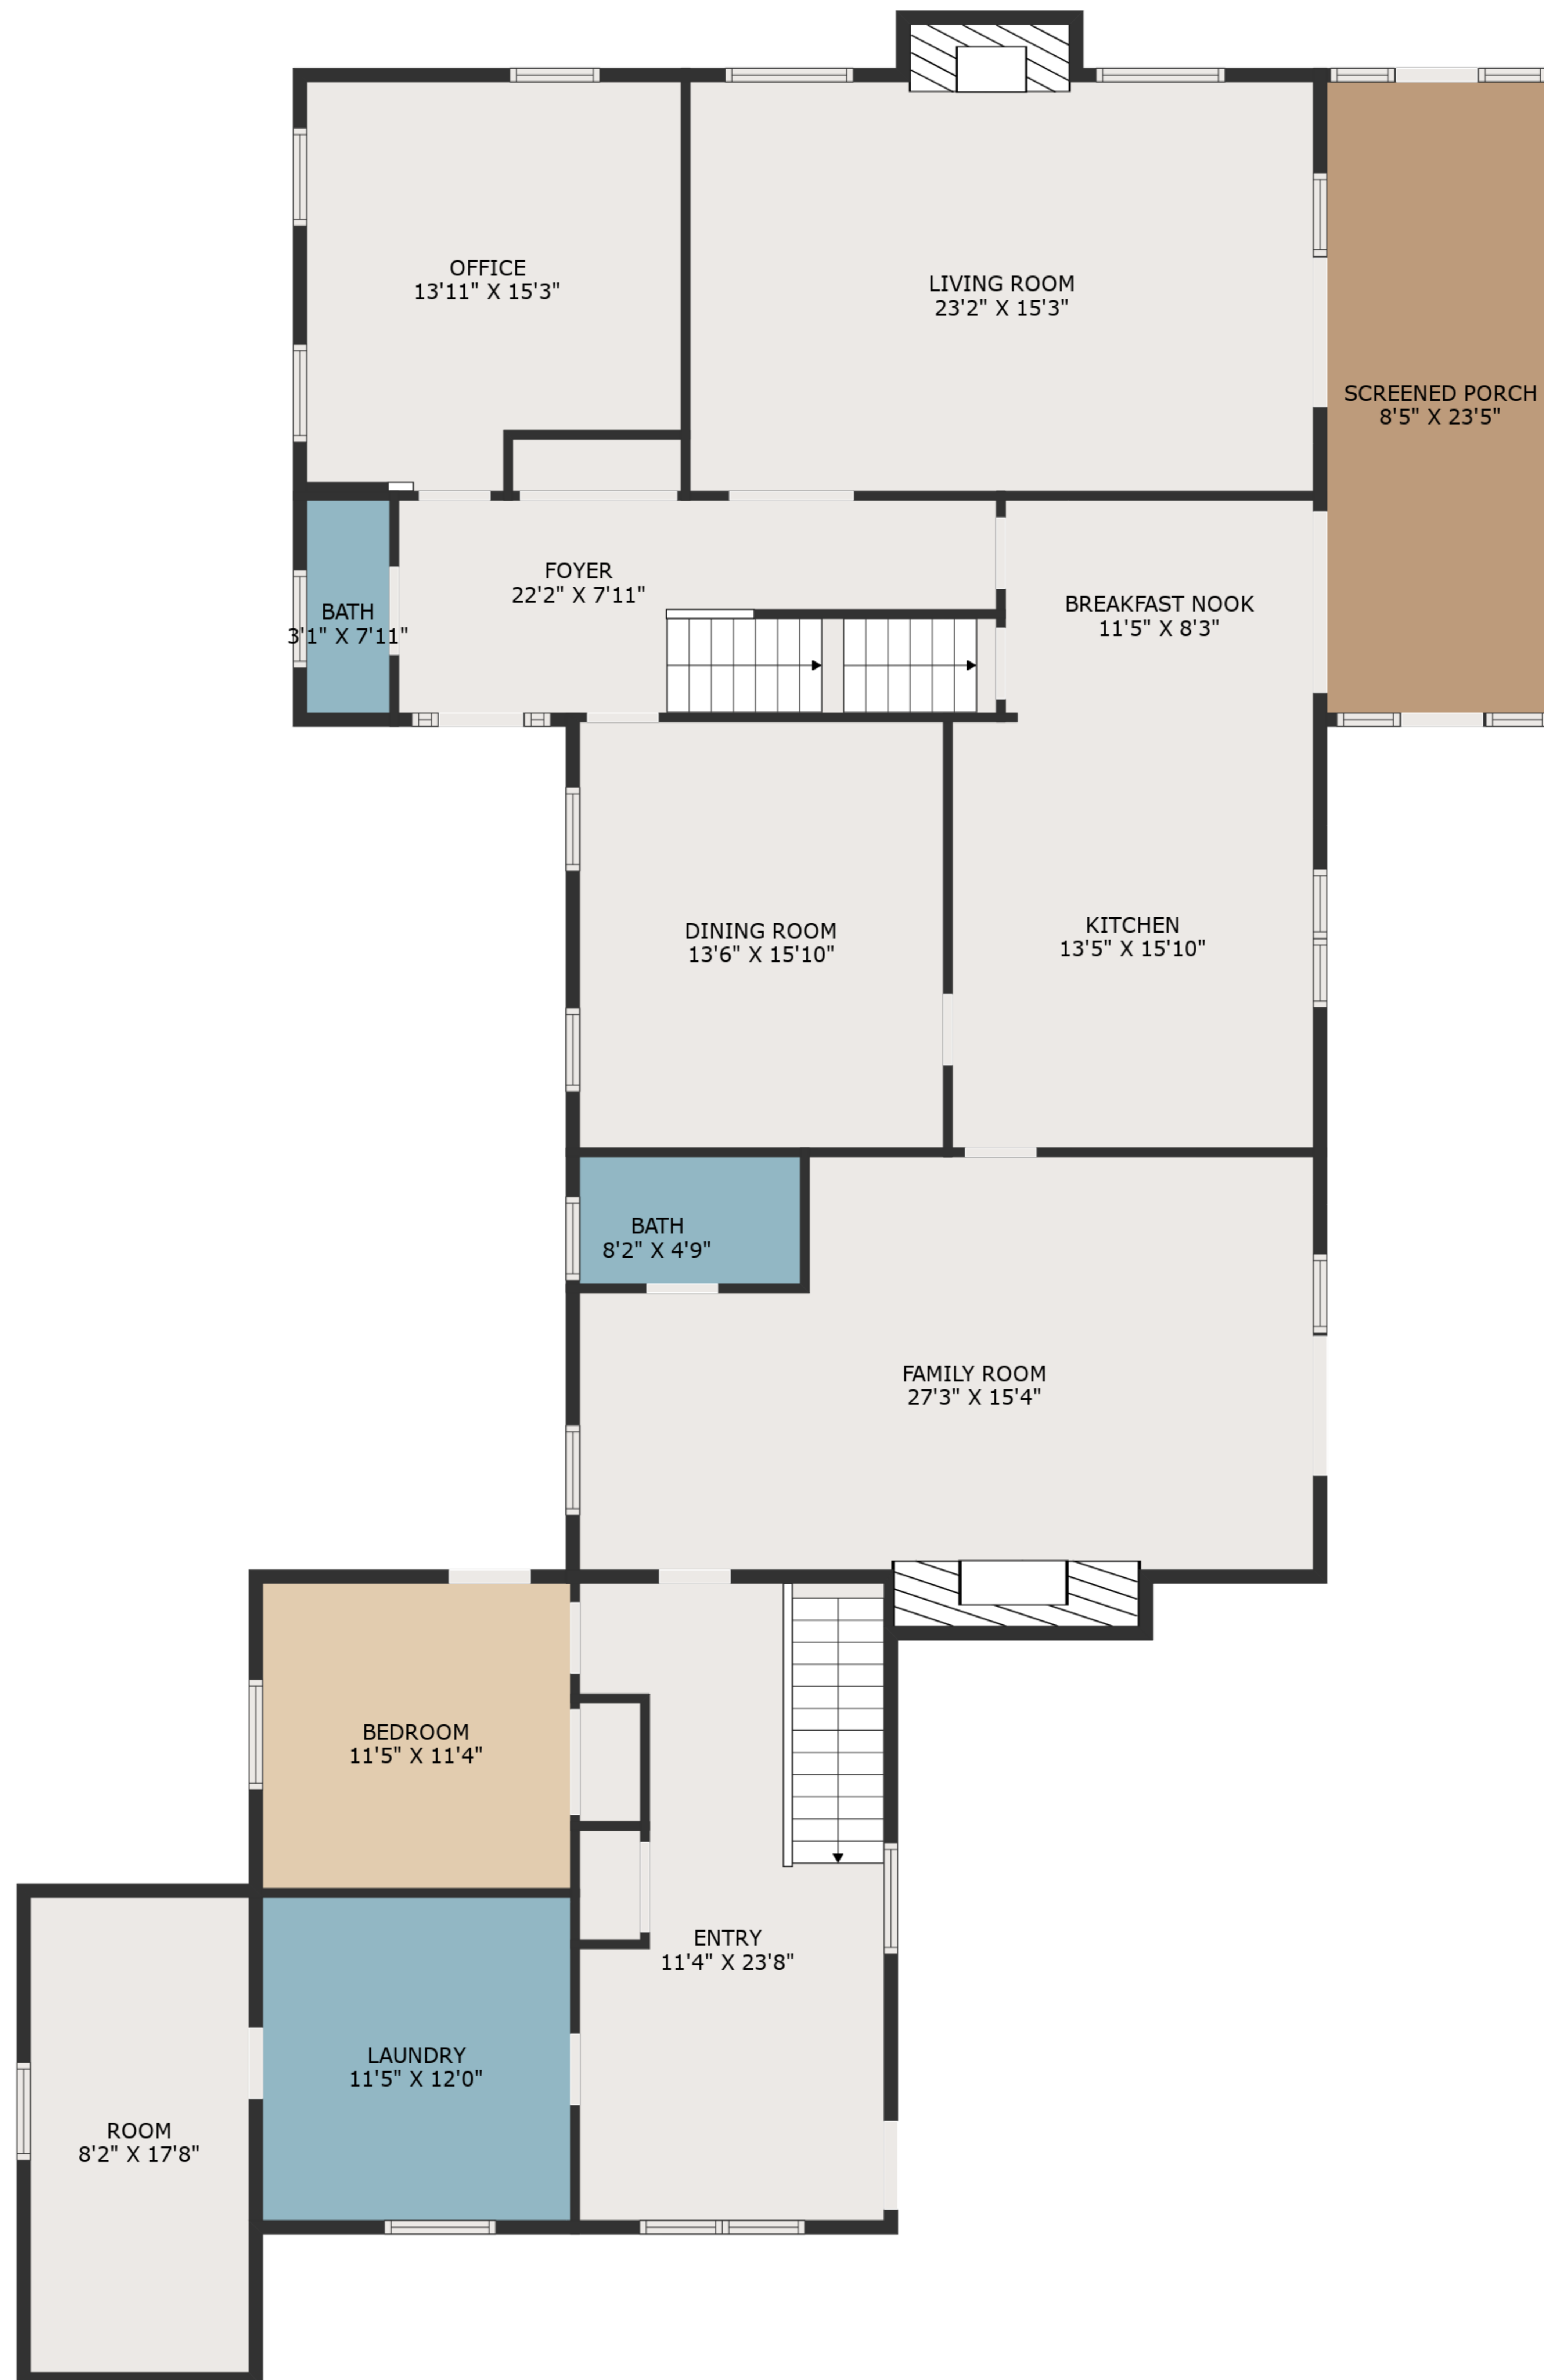 OFFICE
13'11" X 15'3"
LIVING ROOM
23'2" X 15'3"
SCREENED PORCH
8'5" X 23'5"
FOYER
22'2" X 7'11"
BATH
3'1" X 7'11"
BREAKFAST NOOK
11'5" X 8'3"
DINING ROOM
13'6" X 15'10"
KITCHEN
13'5" X 15'10"
BATH
8'2" X 4'9"
FAMILY ROOM
27'3" X 15'4"
BEDROOM
11'5" X 11'4"
ENTRY
11'4" X 23'8"
LAUNDRY
11'5" X 12'0"
ROOM
8'2" X 17'8"